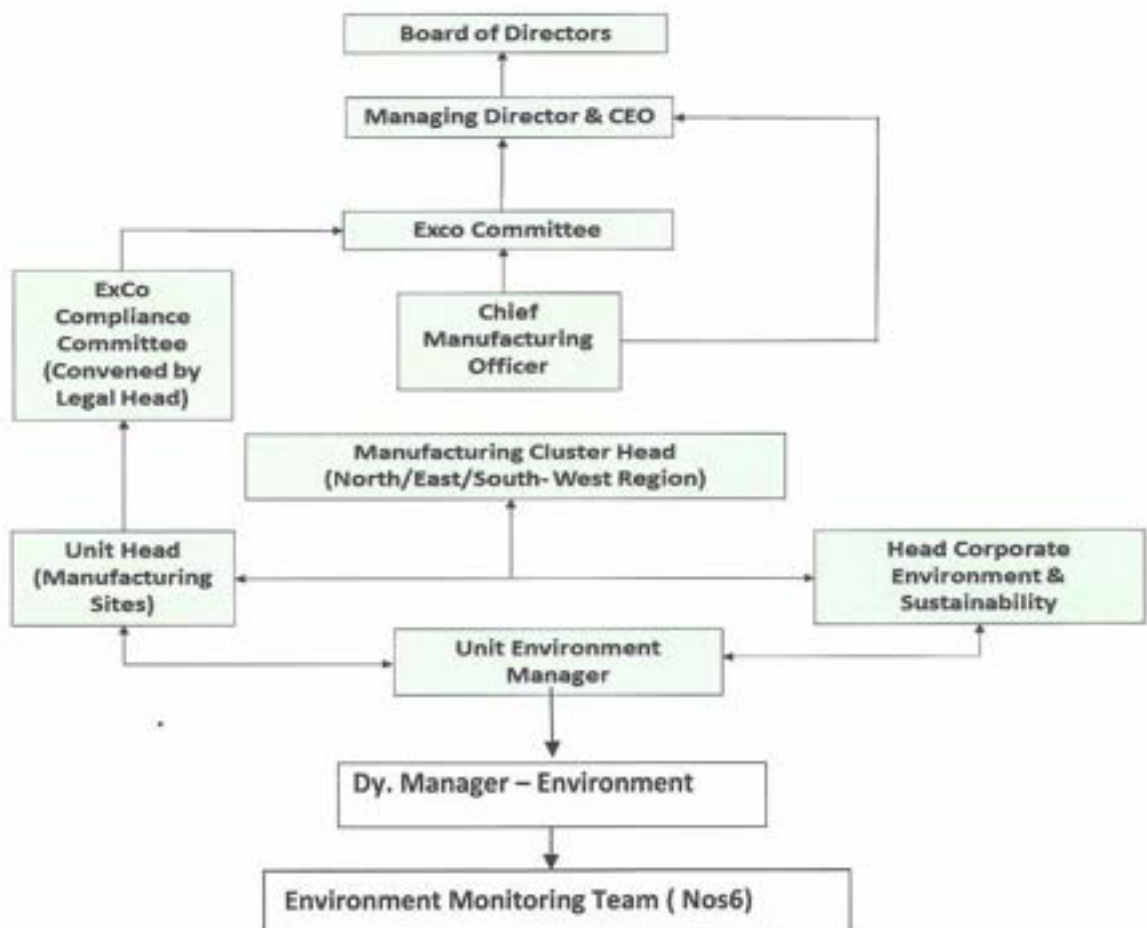 Board of Directors
Managing Director & CEO
Exco Committee
ExCo
Compliance
Committee
(Convened by
Legal Head)
Chief
Manufacturing
Officer
Manufacturing Cluster Head
(North/East/South- West Region)
Unit Head
(Manufacturing
Sites)
Head Corporate
Environment &
Sustainability
Unit Environment
Manager
Dy. Manager – Environment
Environment Monitoring Team ( Nos6)